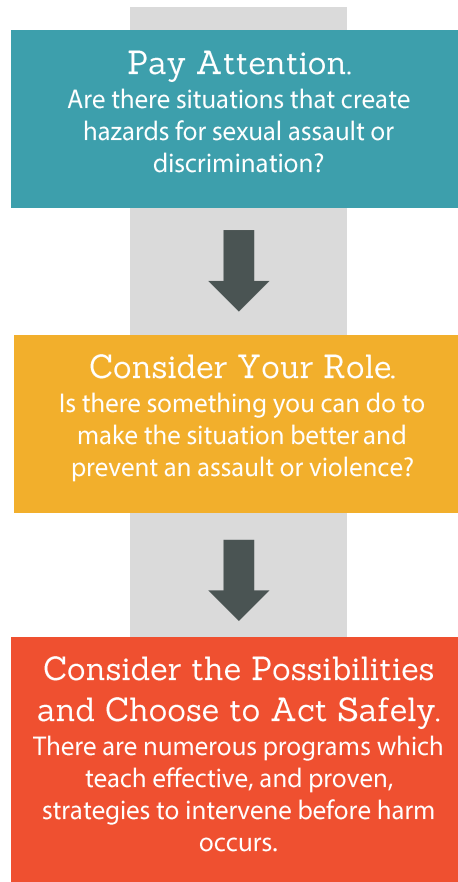 Pay Attention.
Are there situations that create
hazards for sexual assault or
discrimination?
Consider Your Role.
Is there something you can do to
make the situation better and
prevent an assault or violence?
Consider the Possibilities
and Choose to Act Safely.
There are numerous programs which
teach effective, and proven,
strategies to intervene before harm
occurs.